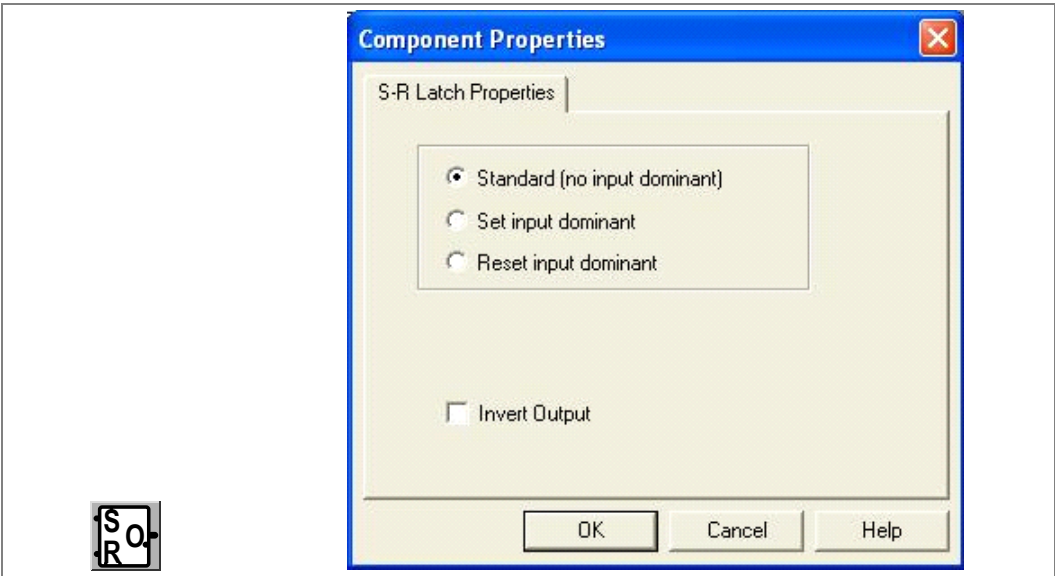 Component Properties
S-R Latch Properties
Standard (no input dominant)
Set input dominant
Reset input dominant
Invert Output
OK
Cancel
Help
S
Q
R